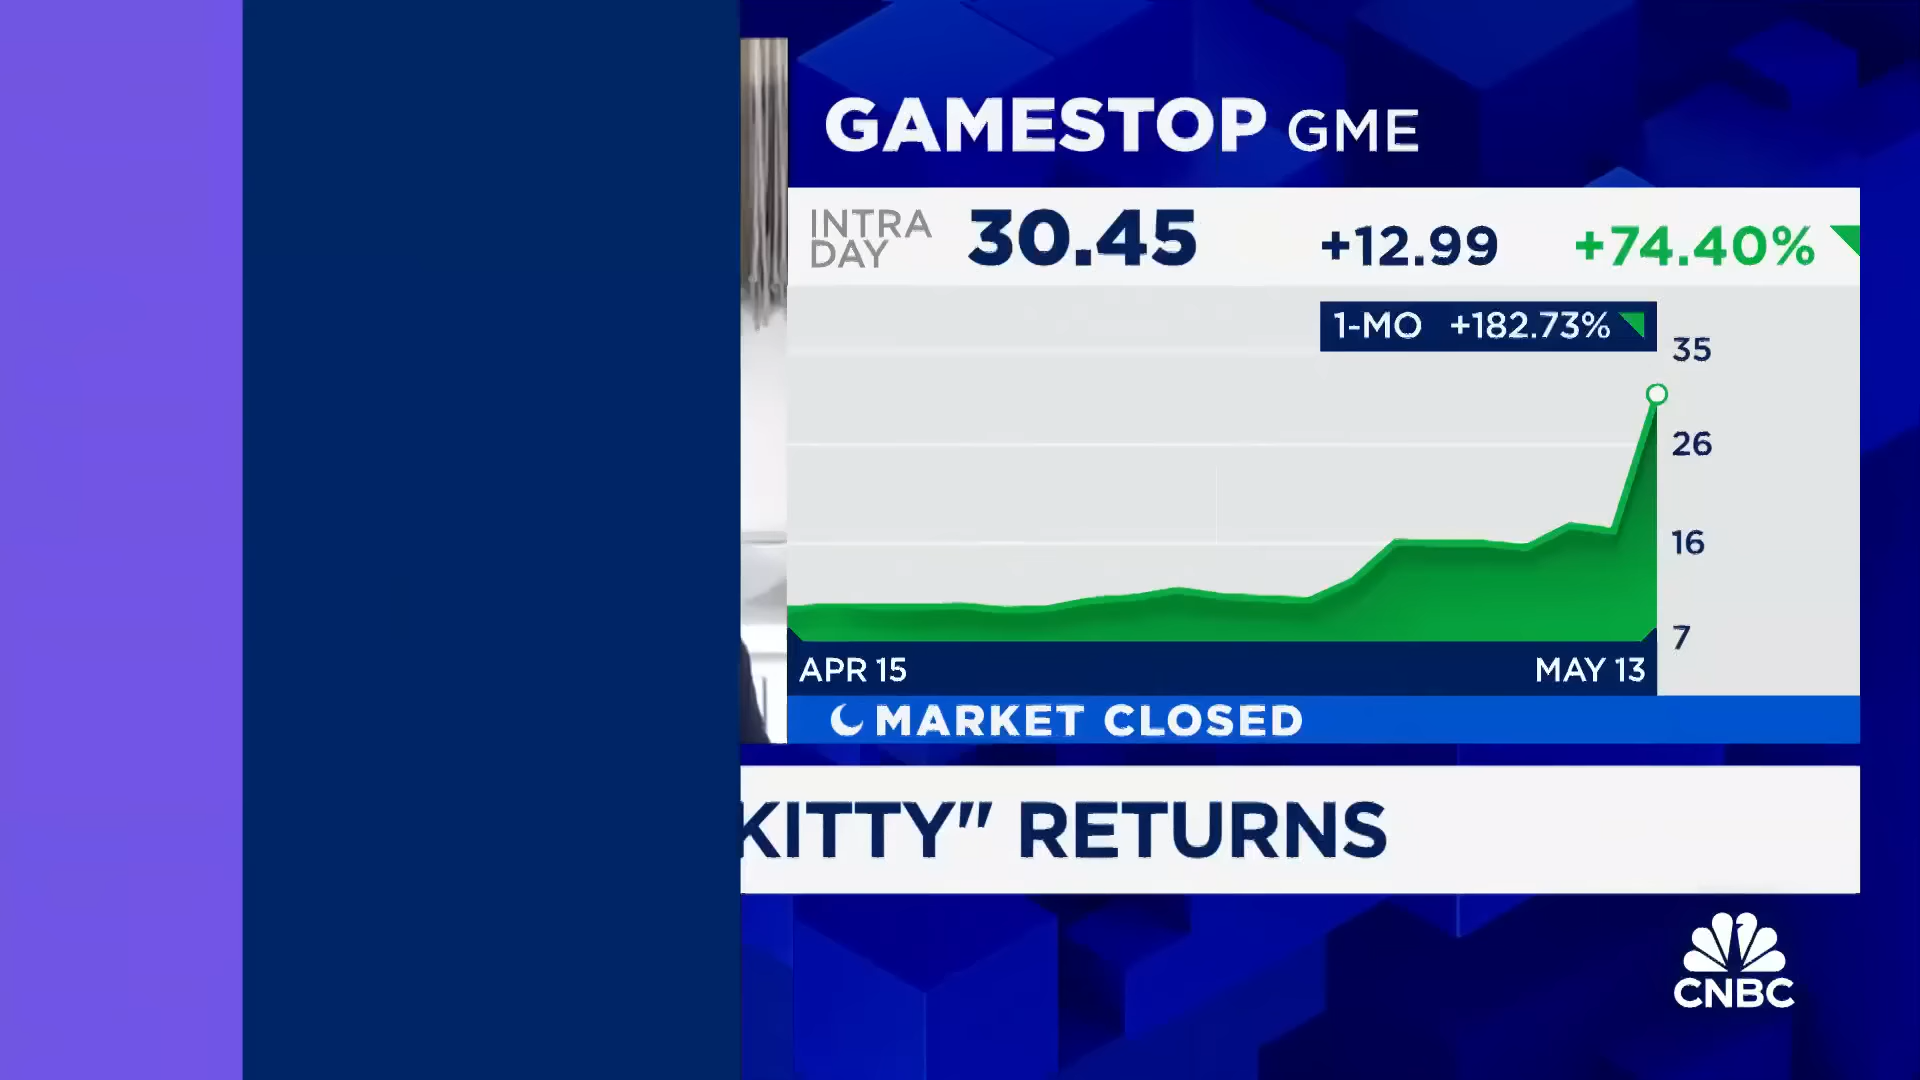 GAMESTOP GME
INTRA DAY 30.45 +12.99 +74.40%
1-MO +182.73%
35
26
16
7
APR 15 MAY 13
MARKET CLOSED
KITTY" RETURNS
CNBC